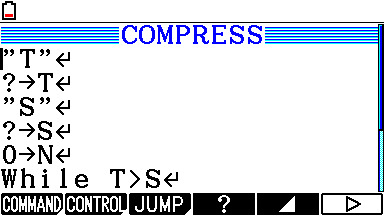 COMPRESS
"T"↵
?→T↵
"S"↵
?→S↵
0→N↵
While T>S↵
COMMAND CONTROL JUMP ? ◢ ▷